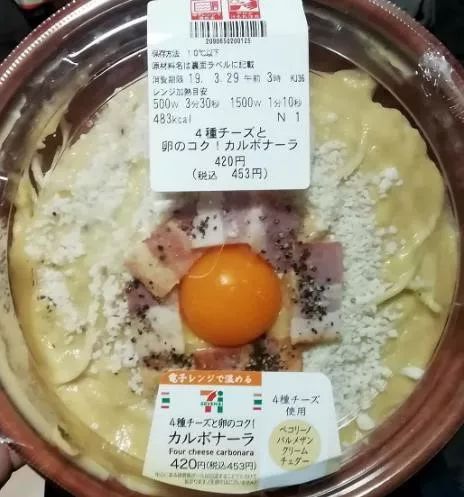 2090652200125
保存方法 10℃以下
原材料名は裏面ラベルに記載
消費期限 19. 3.29 午前 3時 KJ36
レンジ加熱目安
500W 3分30秒 1500W 1分10秒
483kcal N 1
4種チーズと
卵のコク!カルボナーラ
420円
(税込 453円)
電子レンジで温める
4種チーズと卵のコク!
カルボナーラ
Four cheese carbonara
420円(税込453円)
4種チーズ
使用
ペコリーノ
パルメザン
クリーム
チェダー